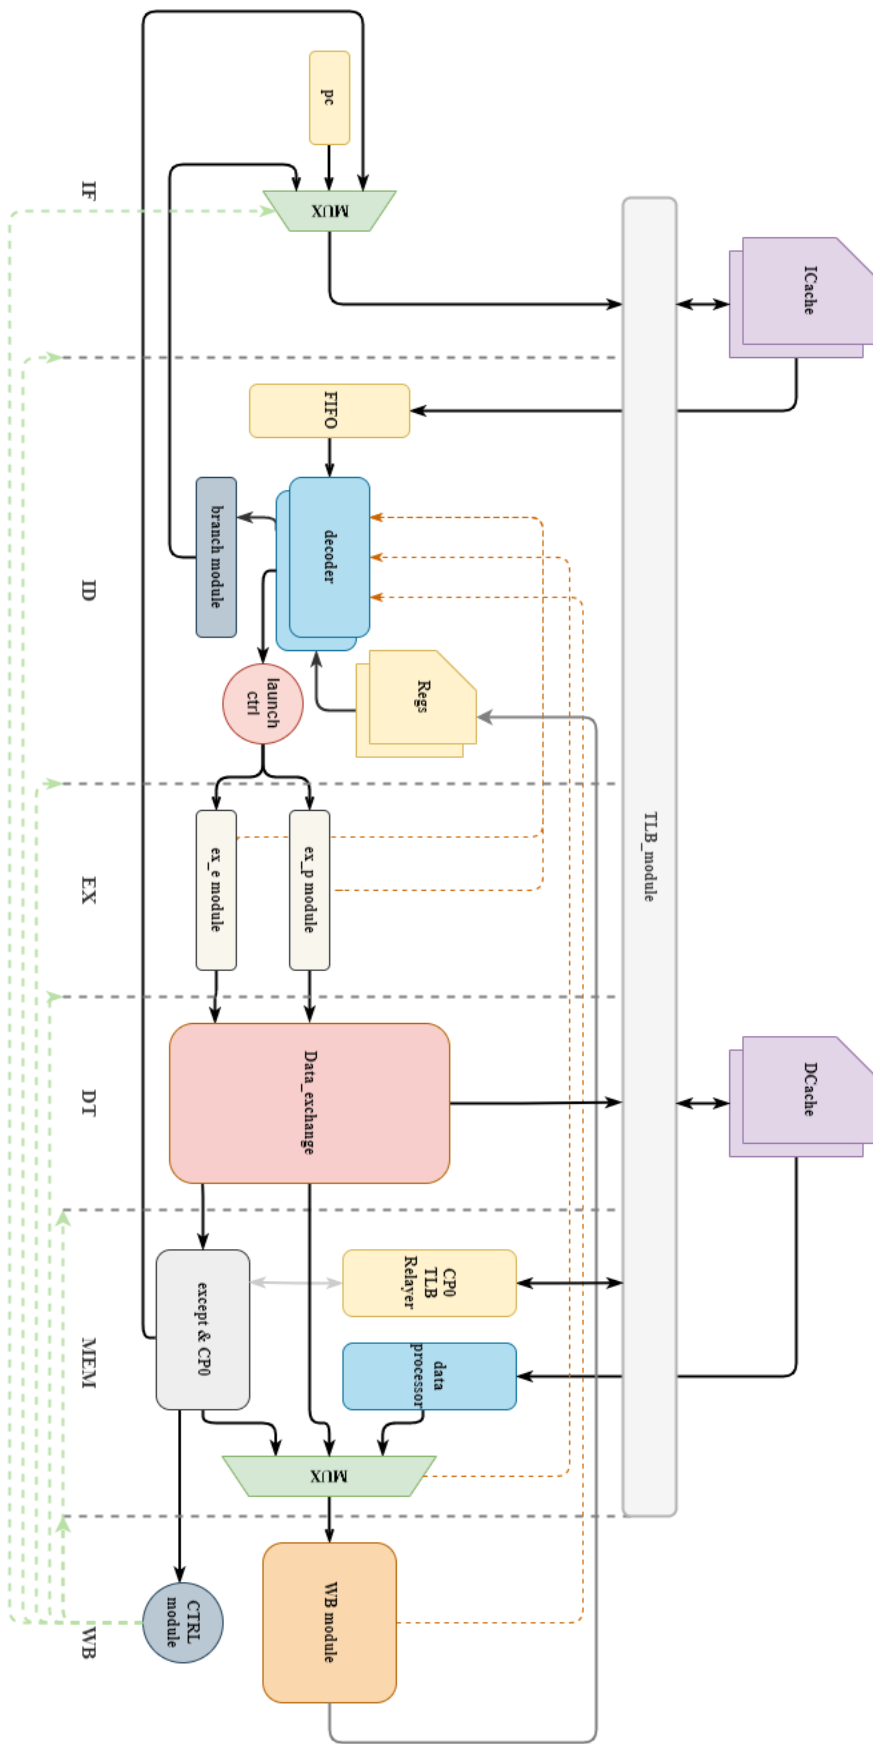 IF
ID
EX
DT
MEM
WB
pc
MUX
FIFO
decoder
branch module
launch
ctrl
Regs
ex_p module
ex_e module
Data_exchange
except & CP0
CP0
TLB
Relayer
data
processor
MUX
WB module
CTRL
module
TLB_module
ICache
DCache